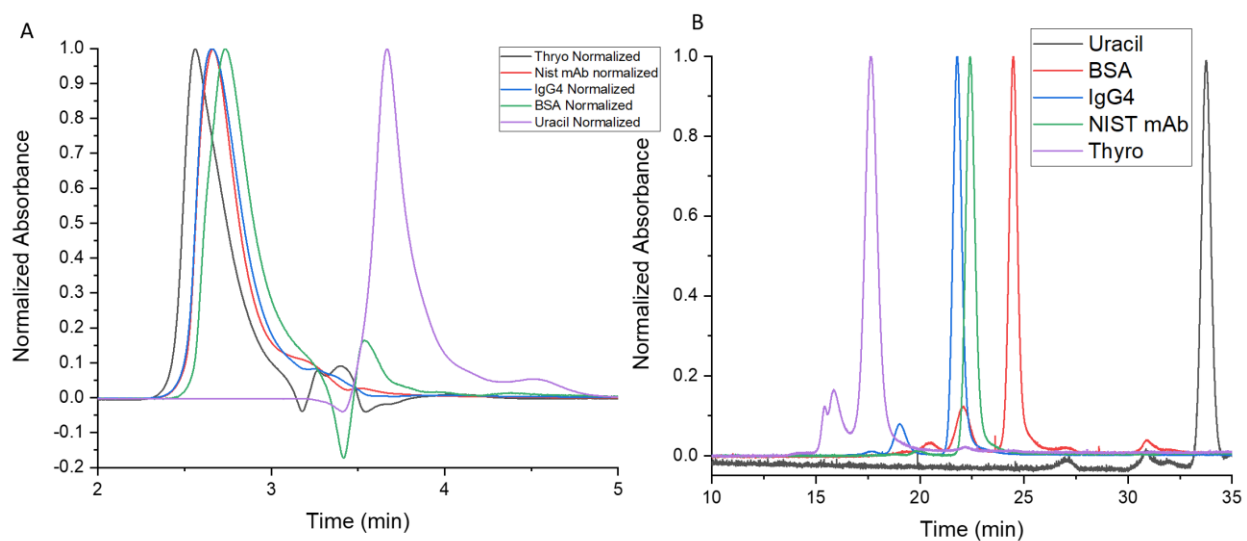 A
Normalized Absorbance
1.0
0.9
0.8
0.7
0.6
0.5
0.4
0.3
0.2
0.1
0.0
-0.1
-0.2
2
3
4
5
Time (min)
Thryo Normalized
Nist mAb normalized
IgG4 Normalized
BSA Normalized
Uracil Normalized
B
Normalized Absorbance
1.0
0.8
0.6
0.4
0.2
0.0
10
15
20
25
30
35
Time (min)
Uracil
BSA
IgG4
NIST mAb
Thyro